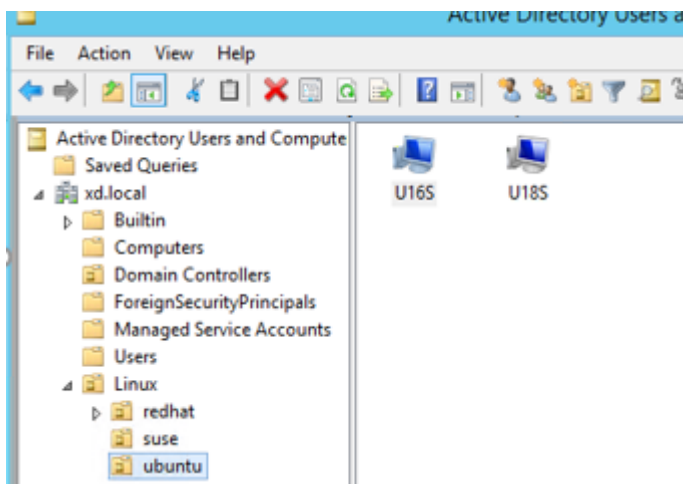 Active Directory Users a
File Action View Help
Active Directory Users and Compute
Saved Queries
xd.local
Builtin
Computers
Domain Controllers
ForeignSecurityPrincipals
Managed Service Accounts
Users
Linux
redhat
suse
ubuntu
U16S U18S